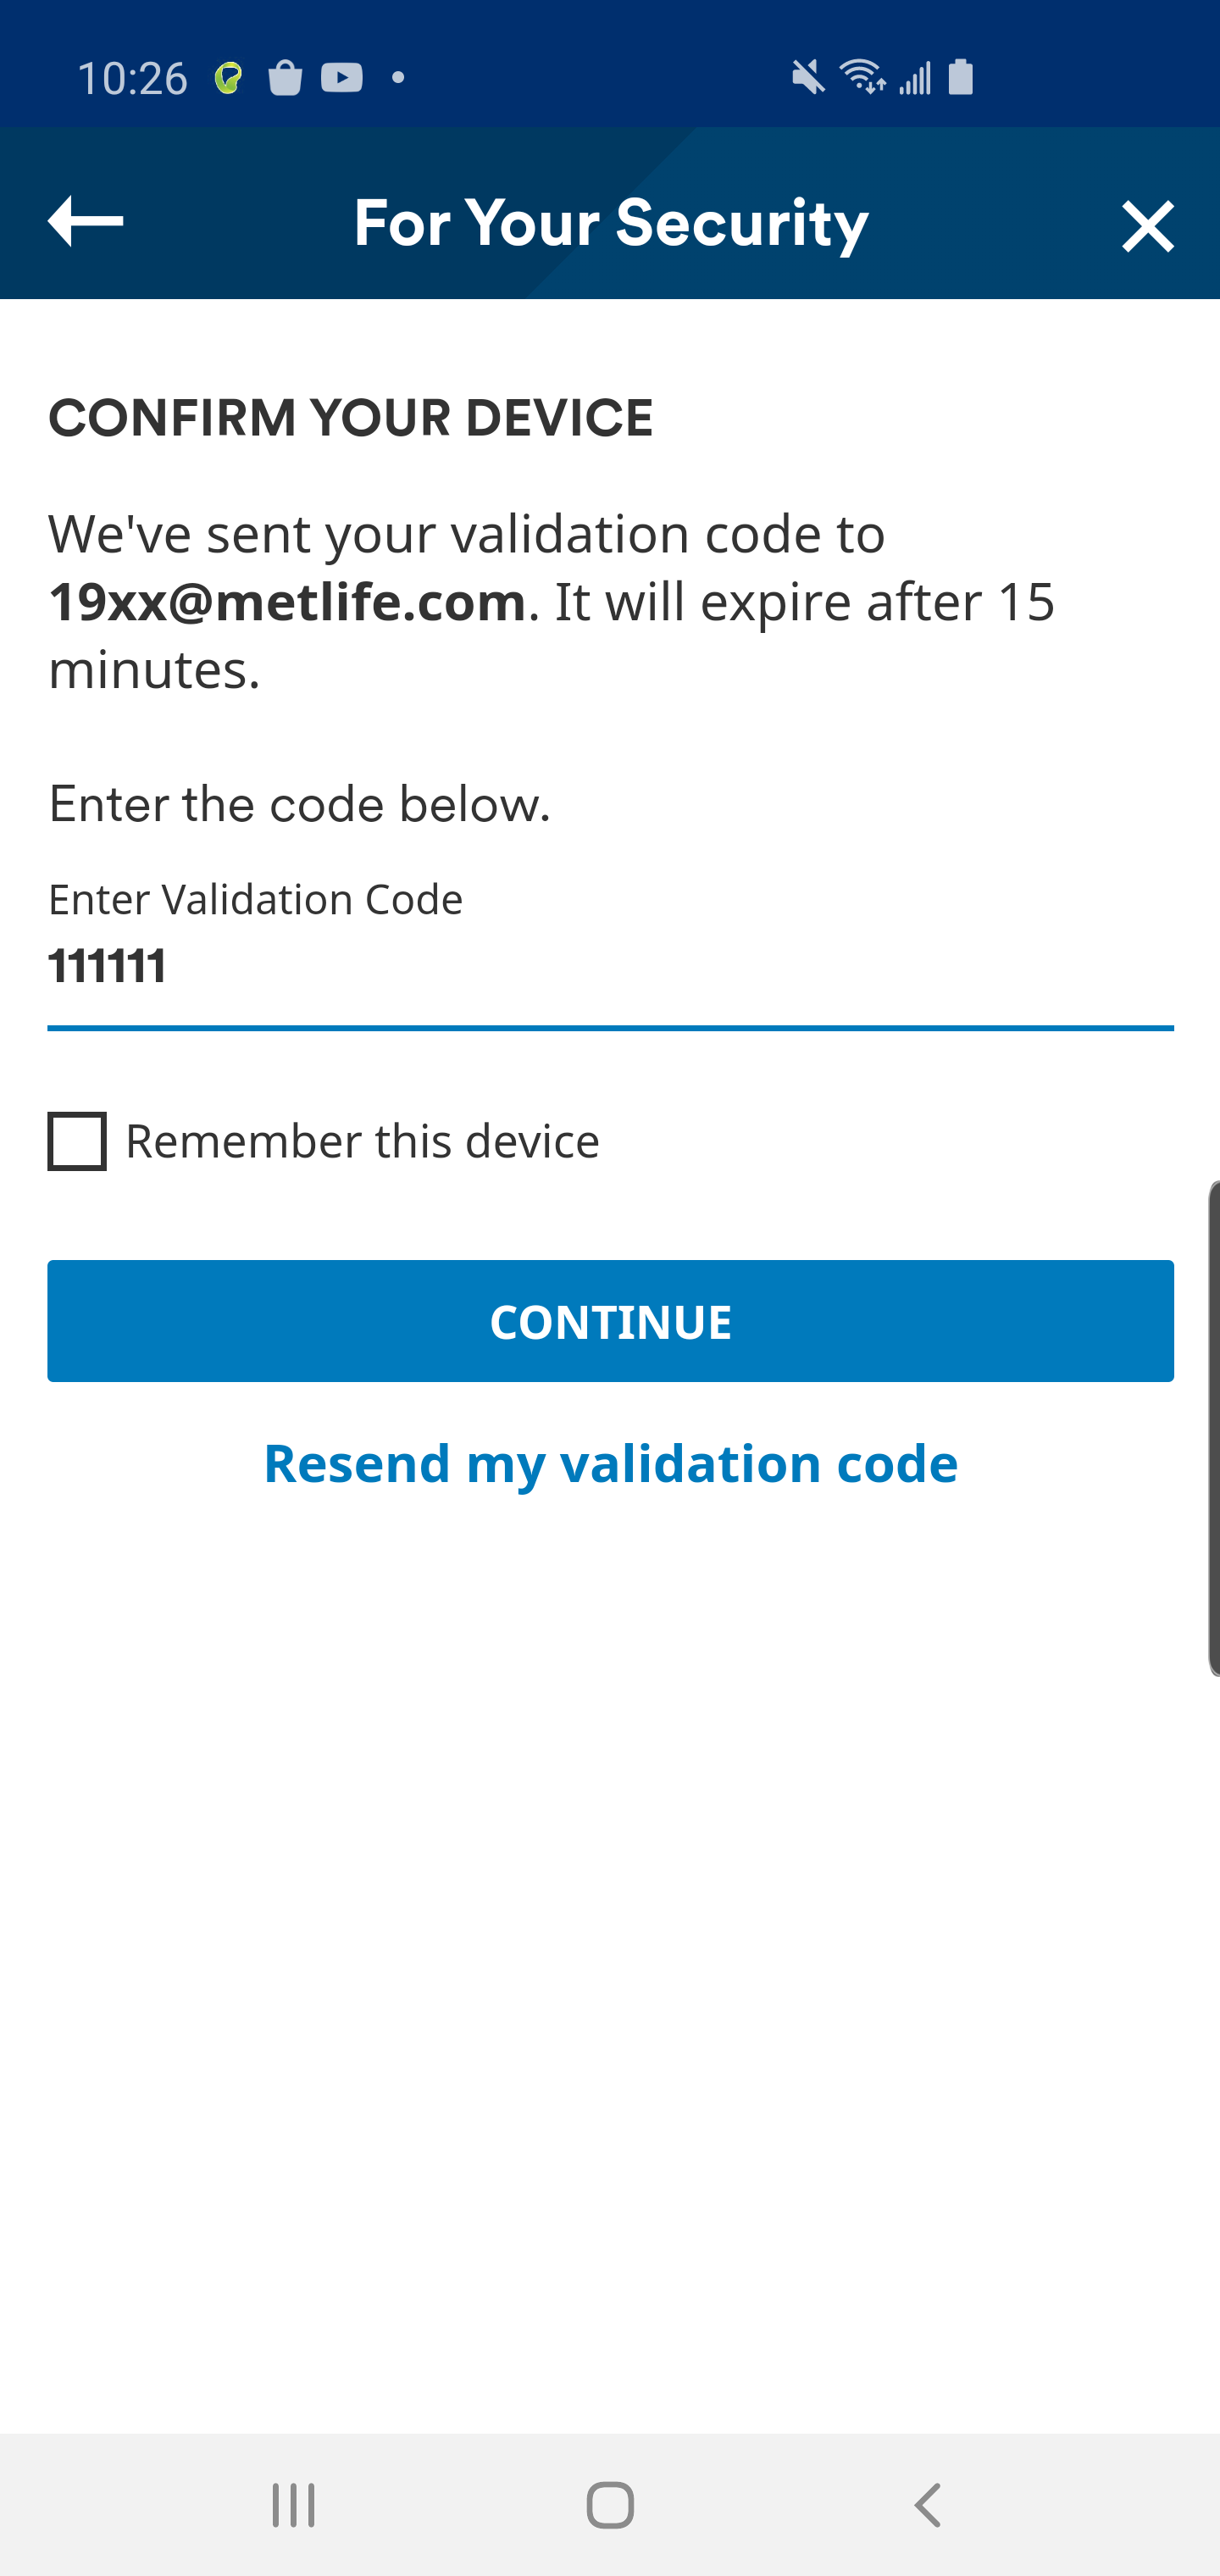 10:26
For Your Security
CONFIRM YOUR DEVICE
We've sent your validation code to
19xx@metlife.com. It will expire after 15
minutes.
Enter the code below.
Enter Validation Code
111111
Remember this device
CONTINUE
Resend my validation code